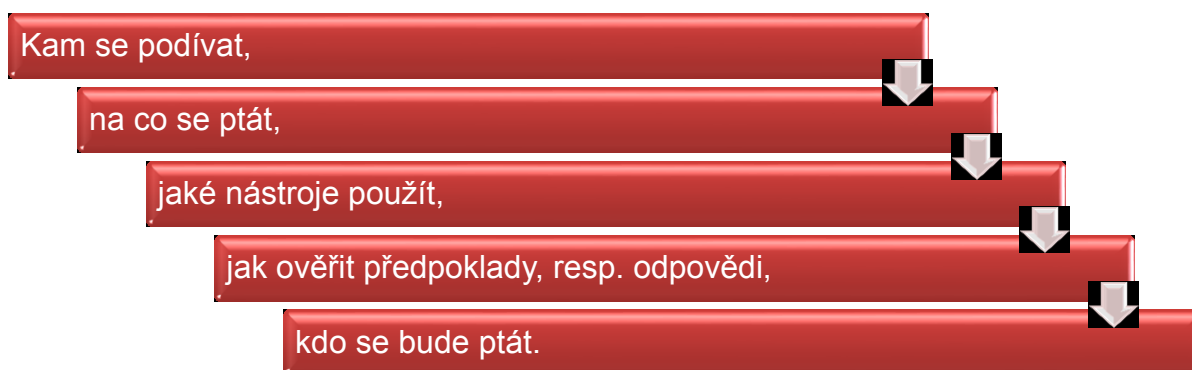 Kam se podívat,
na co se ptát,
jaké nástroje použít,
jak ověřit předpoklady, resp. odpovědi,
kdo se bude ptát.